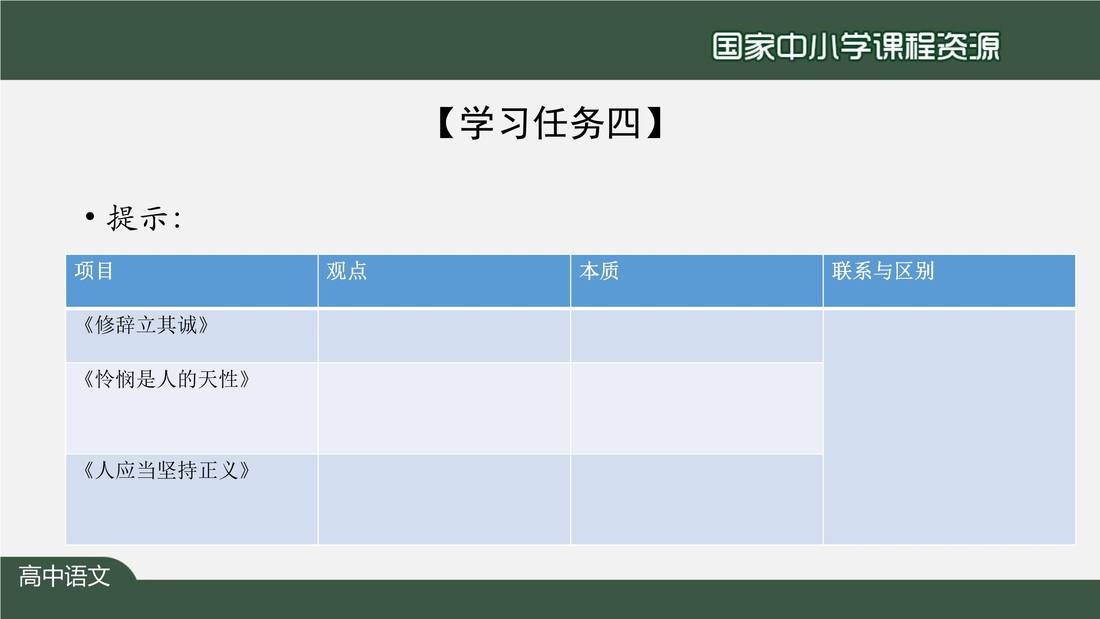 国家中小学课程资源
【学习任务四】
• 提示：
项目 观点 本质 联系与区别
《修辞立其诚》
《怜悯是人的天性》
《人应当坚持正义》
高中语文